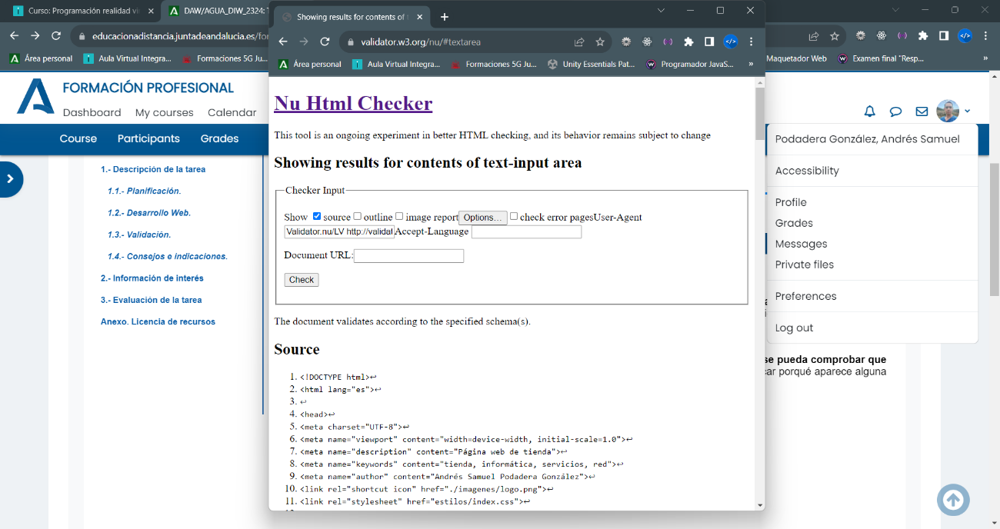 Curso: Programación realidad vi
DAW/AGUA_DIW_2324: T
educacionadistancia.juntadeandalucia.es/for
Área personal
Aula Virtual Integra...
Formaciones 5G Ju...
Maquetador Web
Examen final "Resp...
»
FORMACIÓN PROFESIONAL
Dashboard My courses Calendar
Course Participants Grades
1.- Descripción de la tarea
1.1.- Planificación.
1.2.- Desarrollo Web.
1.3.- Validación.
1.4.- Consejos e indicaciones.
2.- Información de interés
3.- Evaluación de la tarea
Anexo. Licencia de recursos
Showing results for contents of
validator.w3.org/nu/#textarea
Área personal
Aula Virtual Integra...
Formaciones 5G Ju...
Unity Essentials Pat...
Programador JavaS...
»
Nu Html Checker
This tool is an ongoing experiment in better HTML checking, and its behavior remains subject to change
Showing results for contents of text-input area
Checker Input
Show source outline image report Options... check error pagesUser-Agent
Validator.nu/LV http://validat Accept-Language
Document URL:
Check
The document validates according to the specified schema(s).
Source
1. <!DOCTYPE html>↩
2. <html lang="es">↩
3. ↩
4. <head>↩
5. <meta charset="UTF-8">↩
6. <meta name="viewport" content="width=device-width, initial-scale=1.0">↩
7. <meta name="description" content="Página web de tienda">↩
8. <meta name="keywords" content="tienda, informática, servicios, red">↩
9. <meta name="author" content="Andrés Samuel Podadera González">↩
10. <link rel="shortcut icon" href="./imagenes/logo.png">↩
11. <link rel="stylesheet" href="estilos/index.css">↩
Podadera González, Andrés Samuel
Accessibility
Profile
Grades
Messages
Private files
Preferences
Log out
se pueda comprobar que
car porqué aparece alguna